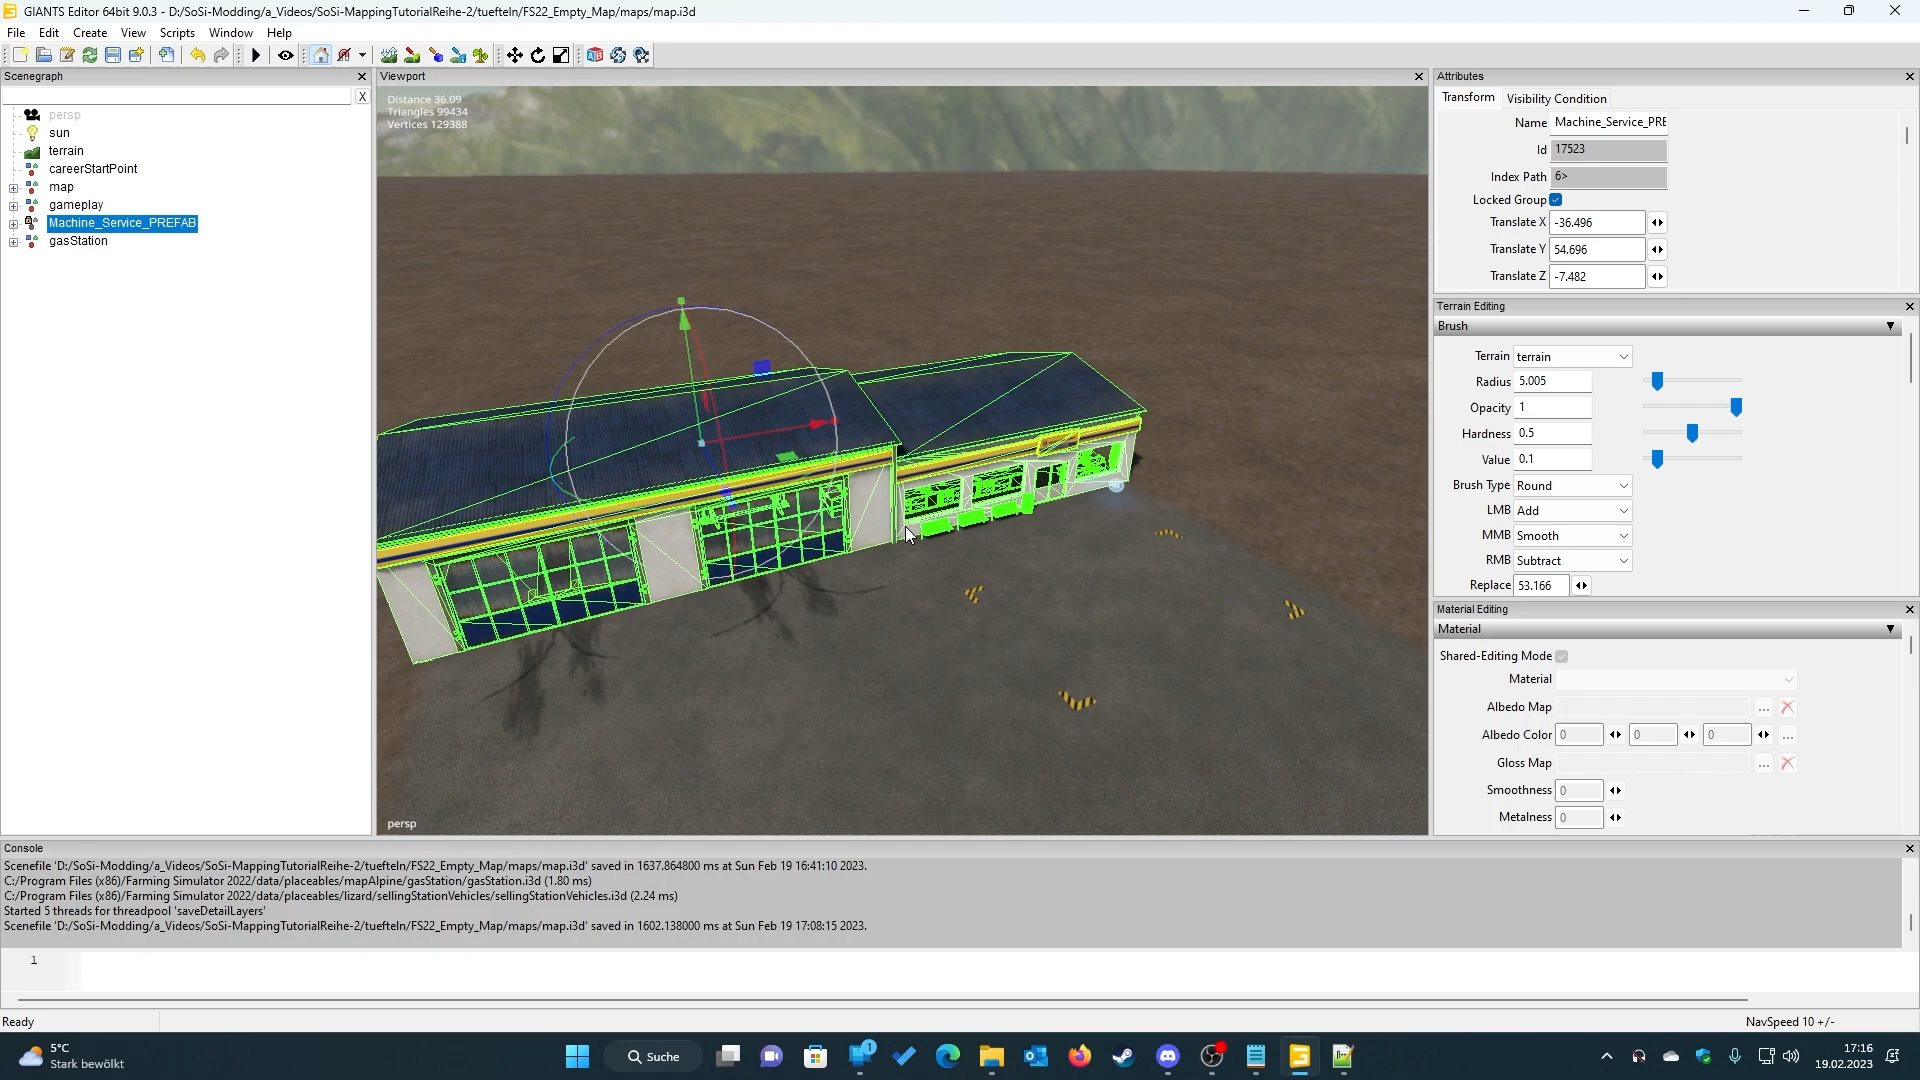 GIANTS Editor 64bit 9.0.3 - D:/SoSi-Modding/a_Videos/SoSi-MappingTutorialReihe-2/tuefteln/FS22_Empty_Map/maps/map.i3d
File Edit Create View Scripts Window Help
Scenegraph
X
persp
sun
terrain
careerStartPoint
map
gameplay
Machine_Service_PREFAB
gasStation
Viewport
Distance 36.09
Triangles 99434
Vertices 129388
persp
Attributes
Transform Visibility Condition
Name Machine_Service_PRE
Id 17523
Index Path 6>
Locked Group
Translate X -36.496
Translate Y 54.696
Translate Z -7.482
Terrain Editing
Brush
Terrain terrain
Radius 5.005
Opacity 1
Hardness 0.5
Value 0.1
Brush Type Round
LMB Add
MMB Smooth
RMB Subtract
Replace 53.166
Material Editing
Material
Shared-Editing Mode
Material
Albedo Map ...
Albedo Color 0 0 0 ...
Gloss Map ...
Smoothness 0
Metalness 0
Console
Scenefile 'D:/SoSi-Modding/a_Videos/SoSi-MappingTutorialReihe-2/tuefteln/FS22_Empty_Map/maps/map.i3d' saved in 1637.864800 ms at Sun Feb 19 16:41:10 2023.
C:/Program Files (x86)/Farming Simulator 2022/data/placeables/mapAlpine/gasStation/gasStation.i3d (1.80 ms)
C:/Program Files (x86)/Farming Simulator 2022/data/placeables/lizard/sellingStationVehicles/sellingStationVehicles.i3d (2.24 ms)
Started 5 threads for threadpool 'saveDetailLayers'
Scenefile 'D:/SoSi-Modding/a_Videos/SoSi-MappingTutorialReihe-2/tuefteln/FS22_Empty_Map/maps/map.i3d' saved in 1602.138000 ms at Sun Feb 19 17:08:15 2023.
1
Ready
NavSpeed 10 +/-
5°C
Stark bewölkt
Suche
1
17:16
19.02.2023